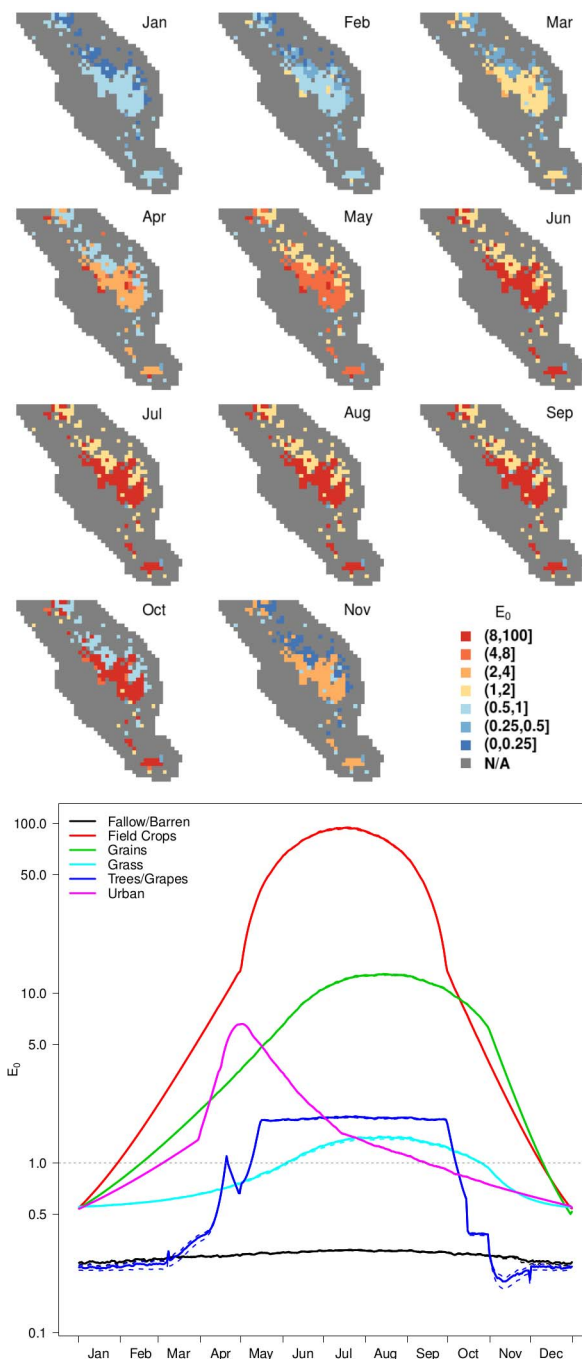 Jan
Feb
Mar
Apr
May
Jun
Jul
Aug
Sep
Oct
Nov
E0
(8,100]
(4,8]
(2,4]
(1,2]
(0.5,1]
(0.25,0.5]
(0,0.25]
N/A
100.0
50.0
10.0
5.0
1.0
0.5
0.1
E0
Fallow/Barren
Field Crops
Grains
Grass
Trees/Grapes
Urban
Jan Feb Mar Apr May Jun Jul Aug Sep Oct Nov Dec